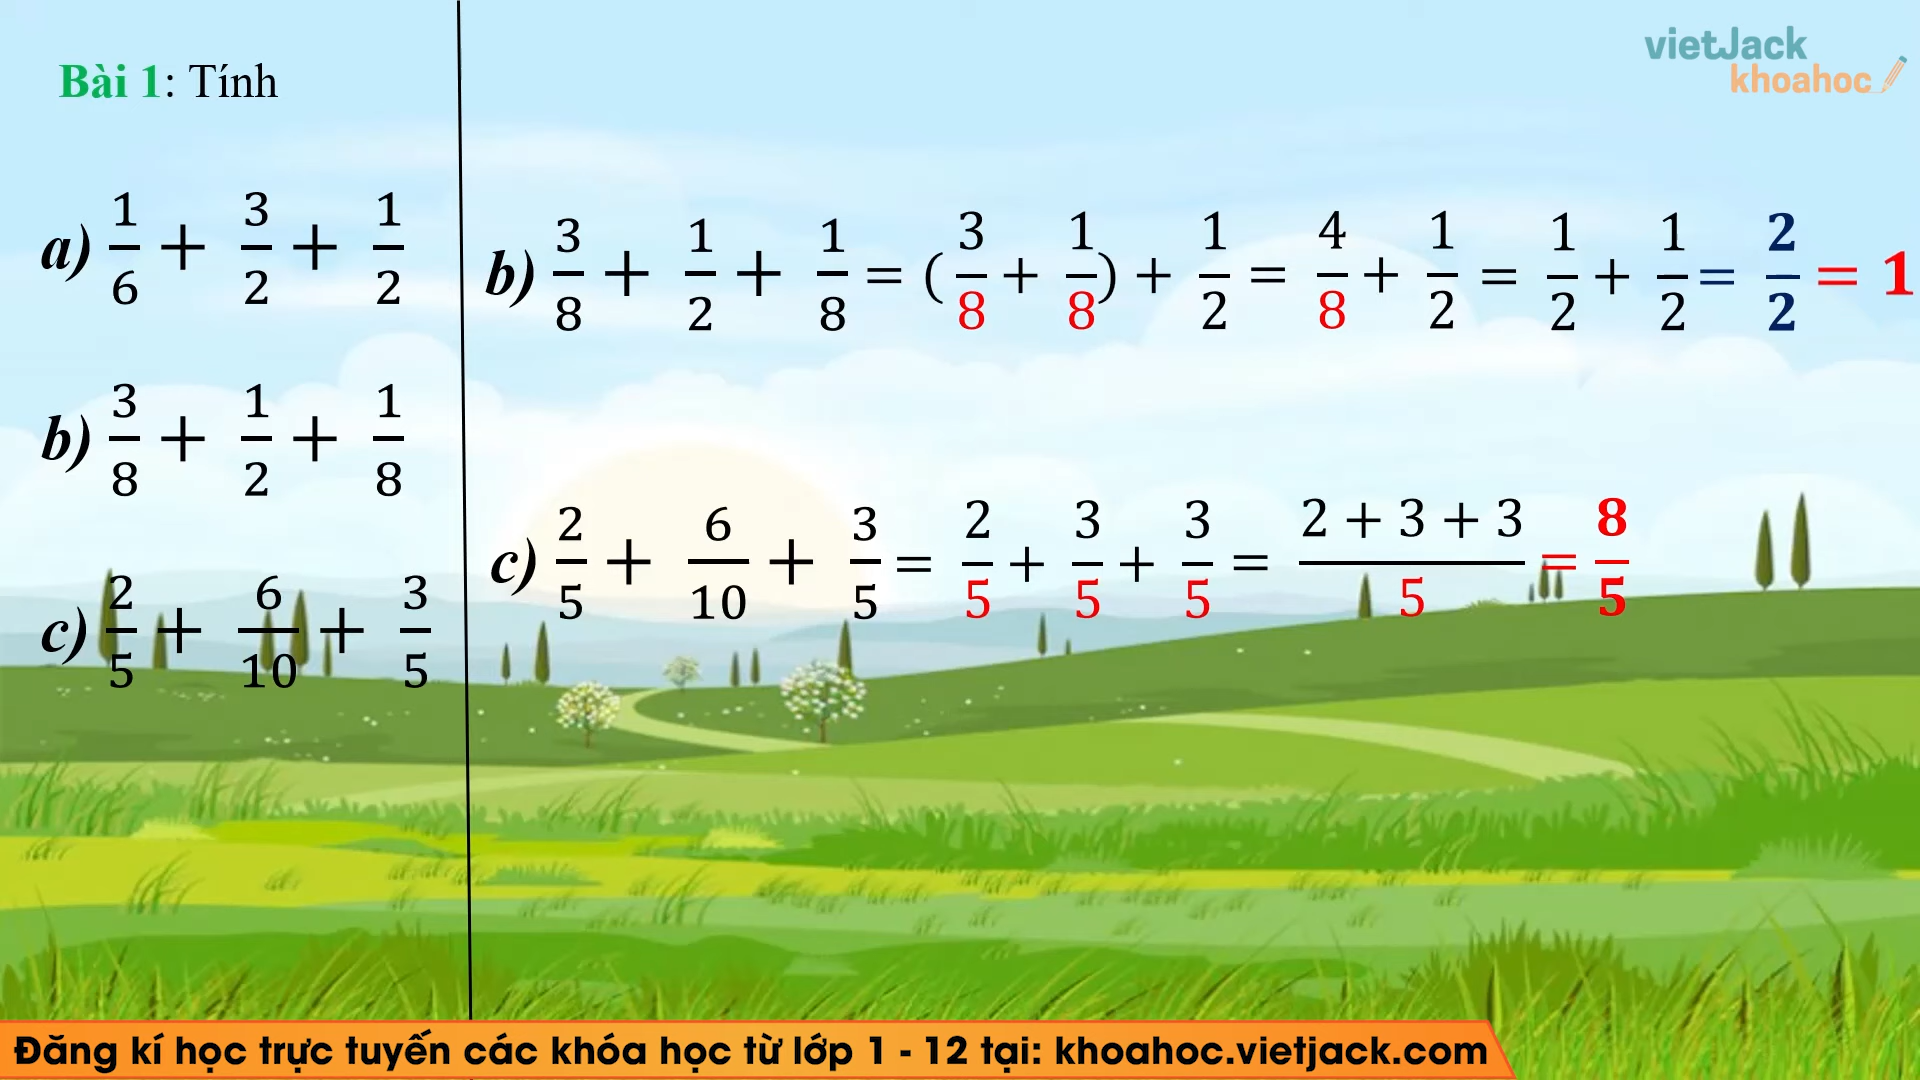 vietJack
khoahoc
Bài 1: Tính
a) 1/6 + 3/2 + 1/2
b) 3/8 + 1/2 + 1/8
c) 2/5 + 6/10 + 3/5
b) 3/8 + 1/2 + 1/8 = (3/8 + 1/8) + 1/2 = 4/8 + 1/2 = 1/2 + 1/2 = 2/2 = 1
c) 2/5 + 6/10 + 3/5 = 2/5 + 3/5 + 3/5 = (2 + 3 + 3)/5 = 8/5
Đăng kí học trực tuyến các khóa học từ lớp 1 - 12 tại: khoahoc.vietjack.com